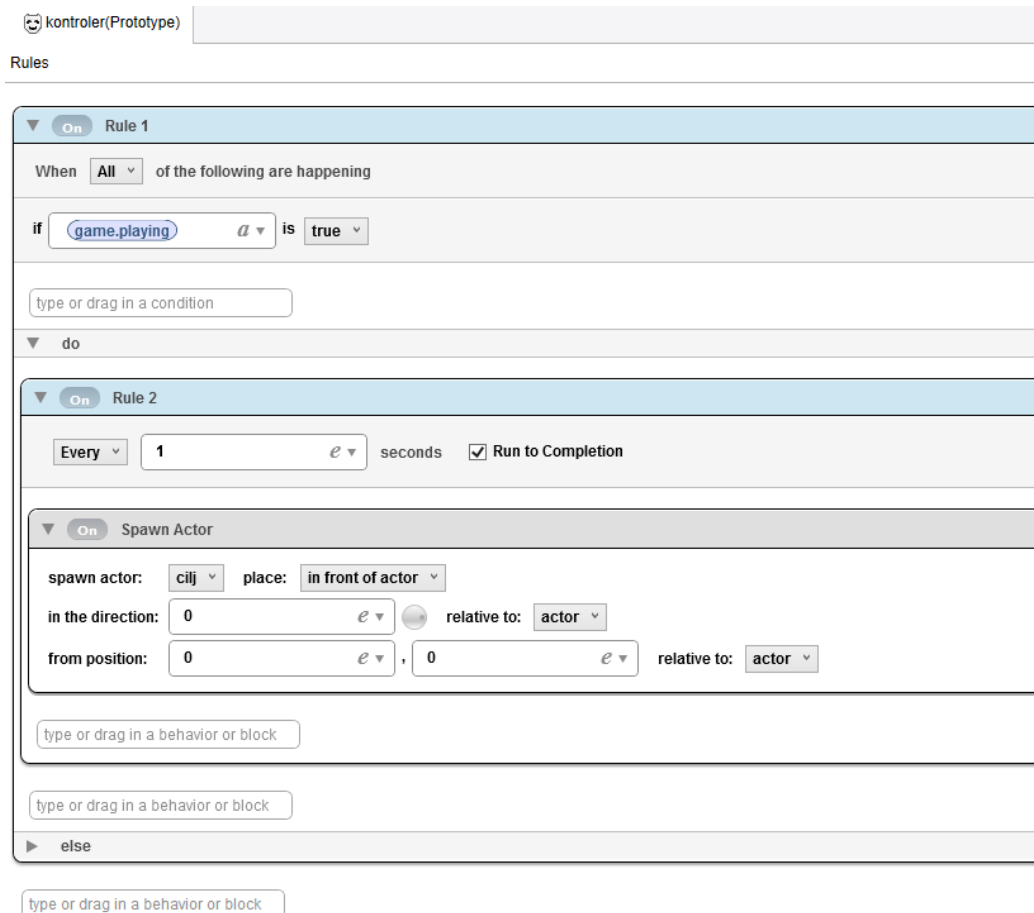 kontroler(Prototype)
Rules
On Rule 1
When All of the following are happening
if game.playing a is true
type or drag in a condition
do
On Rule 2
Every 1 e seconds Run to Completion
On Spawn Actor
spawn actor: cilj place: in front of actor
in the direction: 0 e relative to: actor
from position: 0 e , 0 e relative to: actor
type or drag in a behavior or block
type or drag in a behavior or block
else
type or drag in a behavior or block